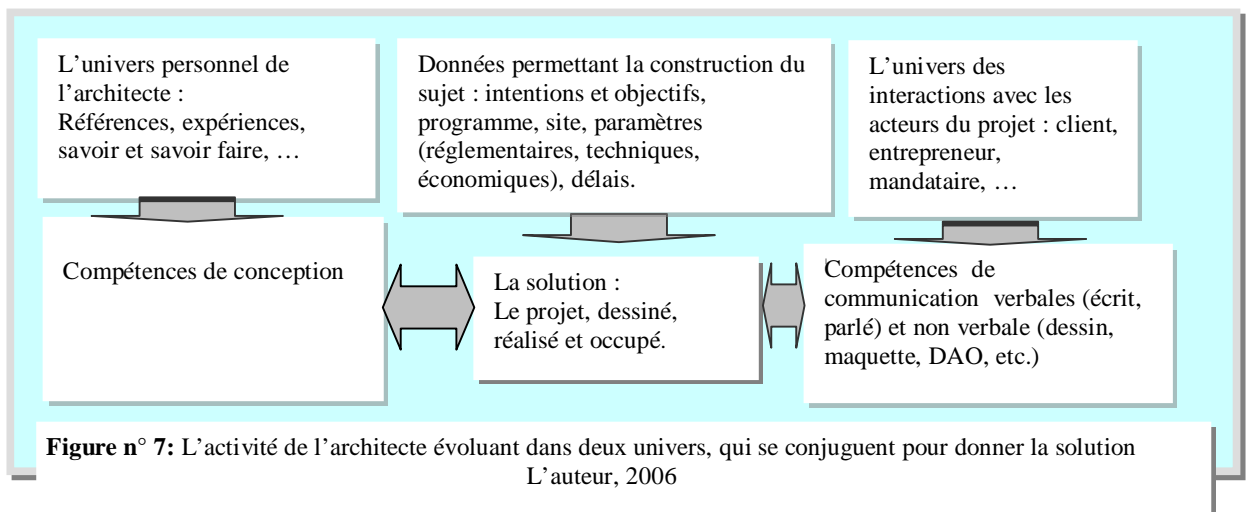 L'univers personnel de
l'architecte :
Références, expériences,
savoir et savoir faire, …
Données permettant la construction du
sujet : intentions et objectifs,
programme, site, paramètres
(réglementaires, techniques,
économiques), délais.
L'univers des
interactions avec les
acteurs du projet : client,
entrepreneur,
mandataire, …
Compétences de conception
La solution :
Le projet, dessiné,
réalisé et occupé.
Compétences de
communication verbales (écrit,
parlé) et non verbale (dessin,
maquette, DAO, etc.)
Figure n° 7: L'activité de l'architecte évoluant dans deux univers, qui se conjuguent pour donner la solution
L'auteur, 2006